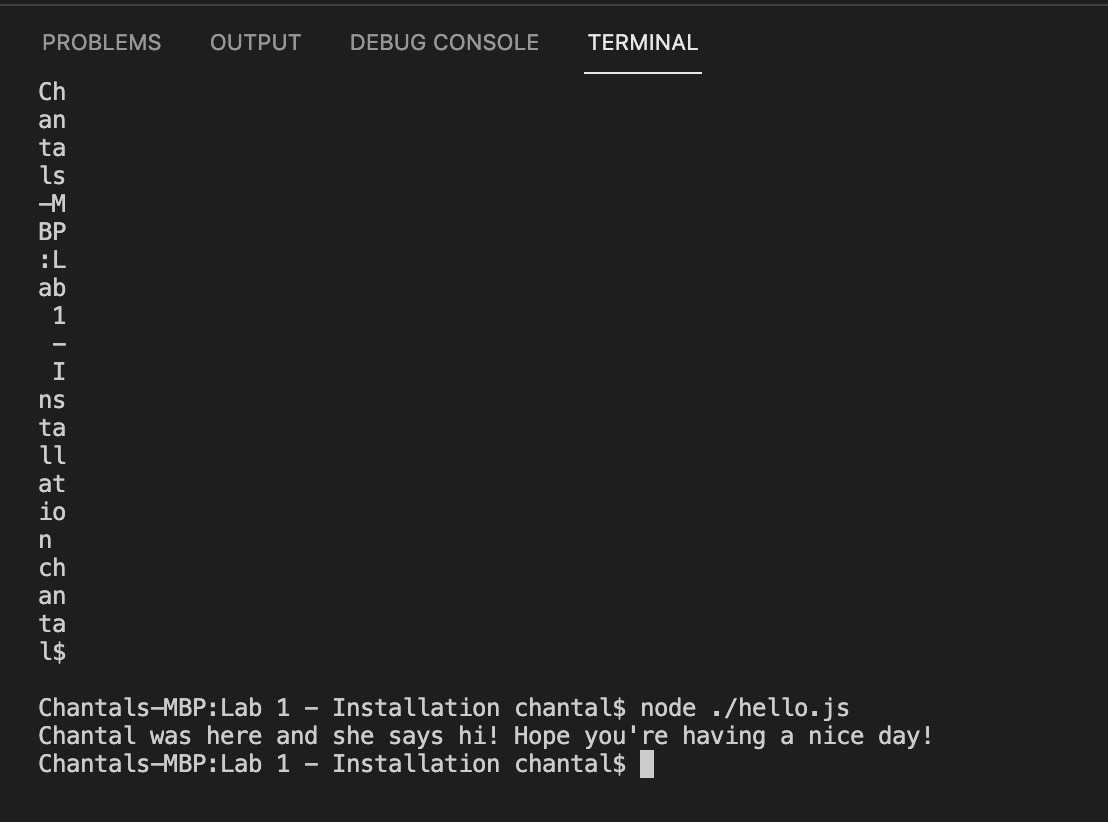 PROBLEMS OUTPUT DEBUG CONSOLE TERMINAL
Ch
an
ta
ls
-M
BP
:L
ab
 1
 -
 I
ns
ta
ll
at
io
n
ch
an
ta
l$
Chantals-MBP:Lab 1 - Installation chantal$ node ./hello.js
Chantal was here and she says hi! Hope you're having a nice day!
Chantals-MBP:Lab 1 - Installation chantal$